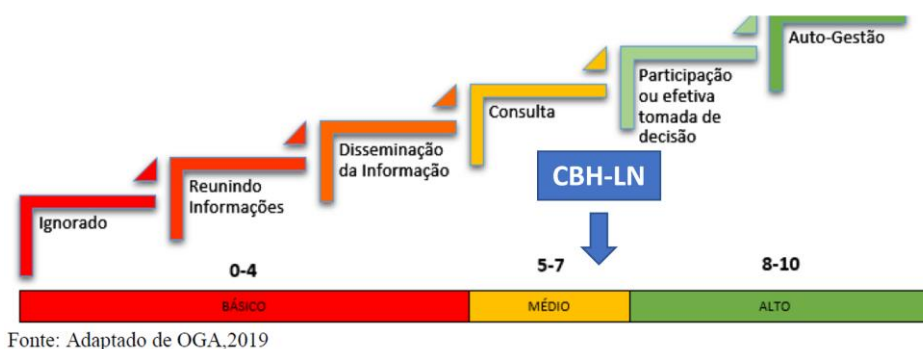 Ignorado
Reunindo
Informações
Disseminação
da Informação
Consulta
Participação
ou efetiva
tomada de
decisão
Auto-Gestão
CBH-LN
0-4
5-7
8-10
BÁSICO
MÉDIO
ALTO
Fonte: Adaptado de OGA,2019